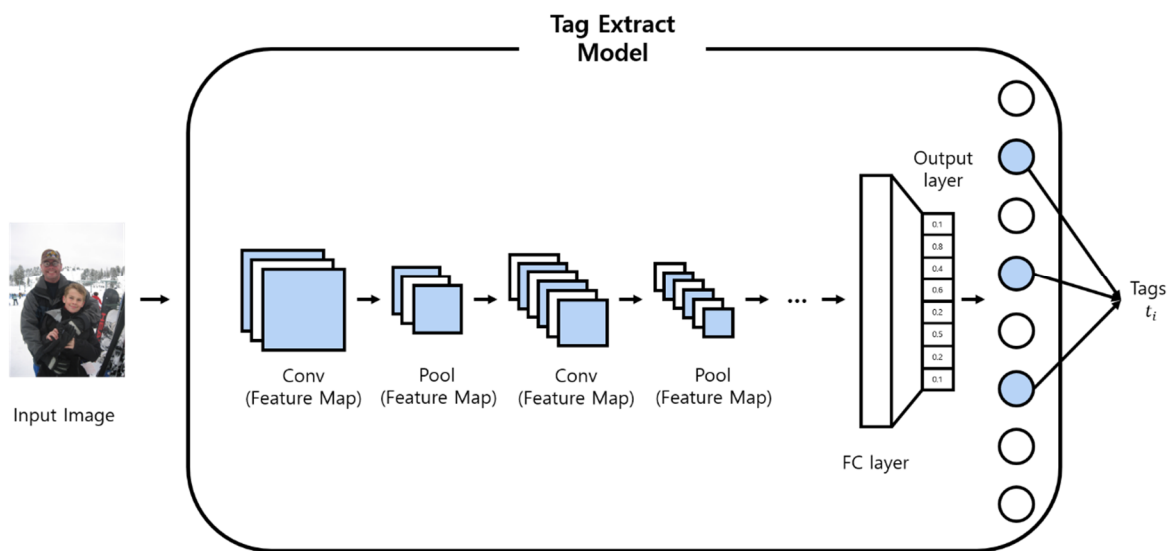 Tag Extract
Model
Input Image
Conv
(Feature Map)
Pool
(Feature Map)
Conv
(Feature Map)
Pool
(Feature Map)
...
FC layer
Output
layer
0.1
0.8
0.4
0.6
0.2
0.5
0.2
0.1
Tags
t_i